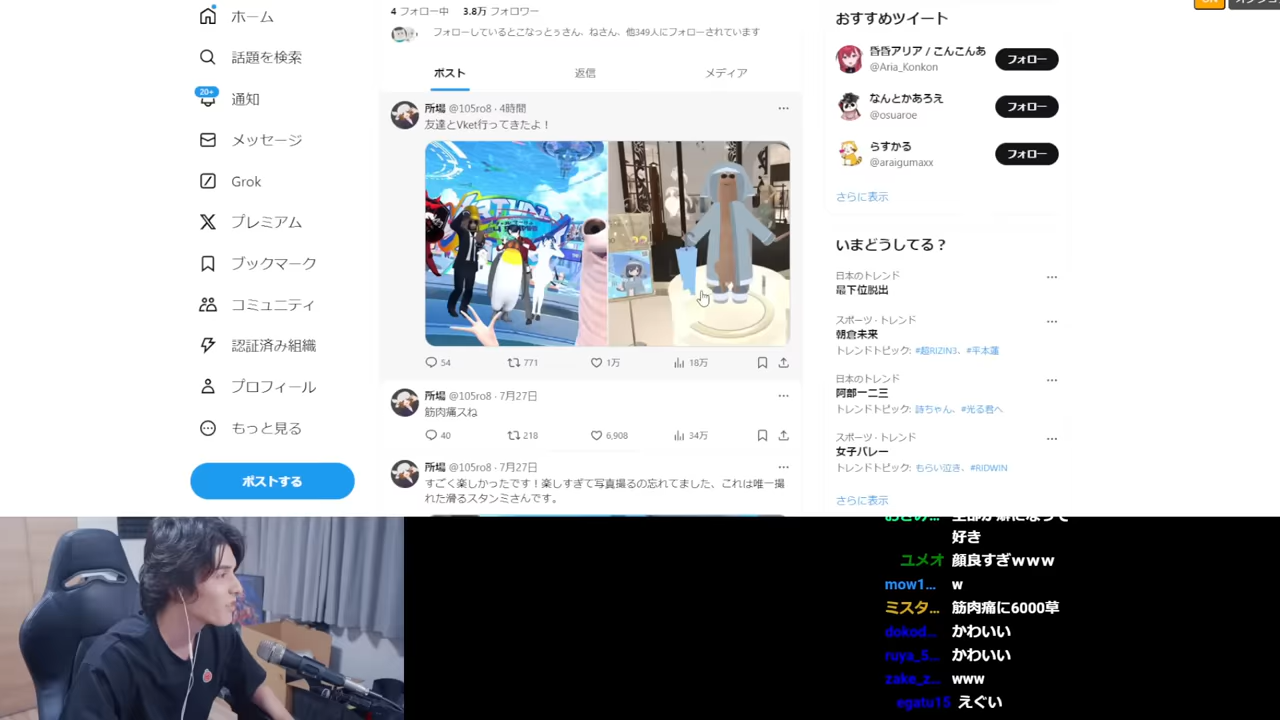 ホーム
話題を検索
20+
通知
メッセージ
Grok
プレミアム
ブックマーク
コミュニティ
認証済み組織
プロフィール
もっと見る
ポストする
4 フォロー中 3.8万 フォロワー
フォローしているとこなっとぅさん、ねさん、他349人にフォローされています
ポスト 返信 メディア
所場 @105ro8 · 4時間
友達とVket行ってきたよ！
54 771 1万 18万
所場 @105ro8 · 7月27日
筋肉痛スね
40 218 6,908 34万
所場 @105ro8 · 7月27日
すごく楽しかったです！楽しすぎて写真撮るの忘れてました、これは唯一撮
れた滑るスタンミさんです。
ON
おすすめツイート
昏昏アリア / こんこんあ
@Aria_Konkon
フォロー
なんとかあろえ
@osuaroe
フォロー
らすかる
@araigumaxx
フォロー
さらに表示
いまどうしてる？
日本のトレンド
最下位脱出
スポーツ · トレンド
朝倉未来
トレンドトピック: #超RIZIN3、#平本蓮
日本のトレンド
阿部一二三
トレンドトピック: 詩ちゃん、#光る君へ
スポーツ · トレンド
女子バレー
トレンドトピック: もらい泣き、#RIDWIN
さらに表示
好き
ユメオ 顔良すぎｗｗｗ
mow1... w
ミスタ... 筋肉痛に6000草
dokod... かわいい
ruya_5... かわいい
zake_z... www
egatu15 えぐい